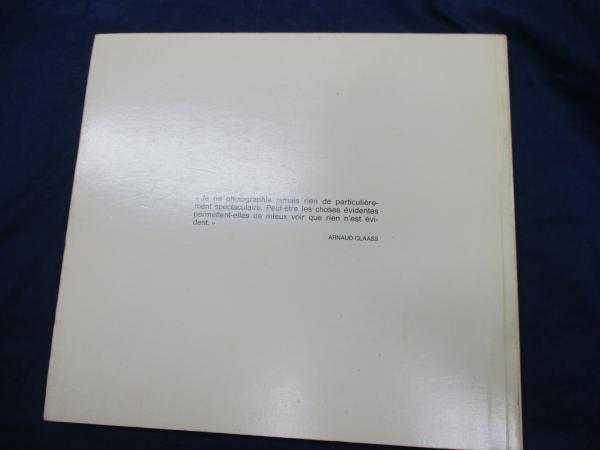 « Je ne photographie jamais rien de particulière-
ment spectaculaire. Peut-être les choses évidentes
permettent-elles de mieux voir que rien n'est évi-
dent. »
ARNAUD CLAASS